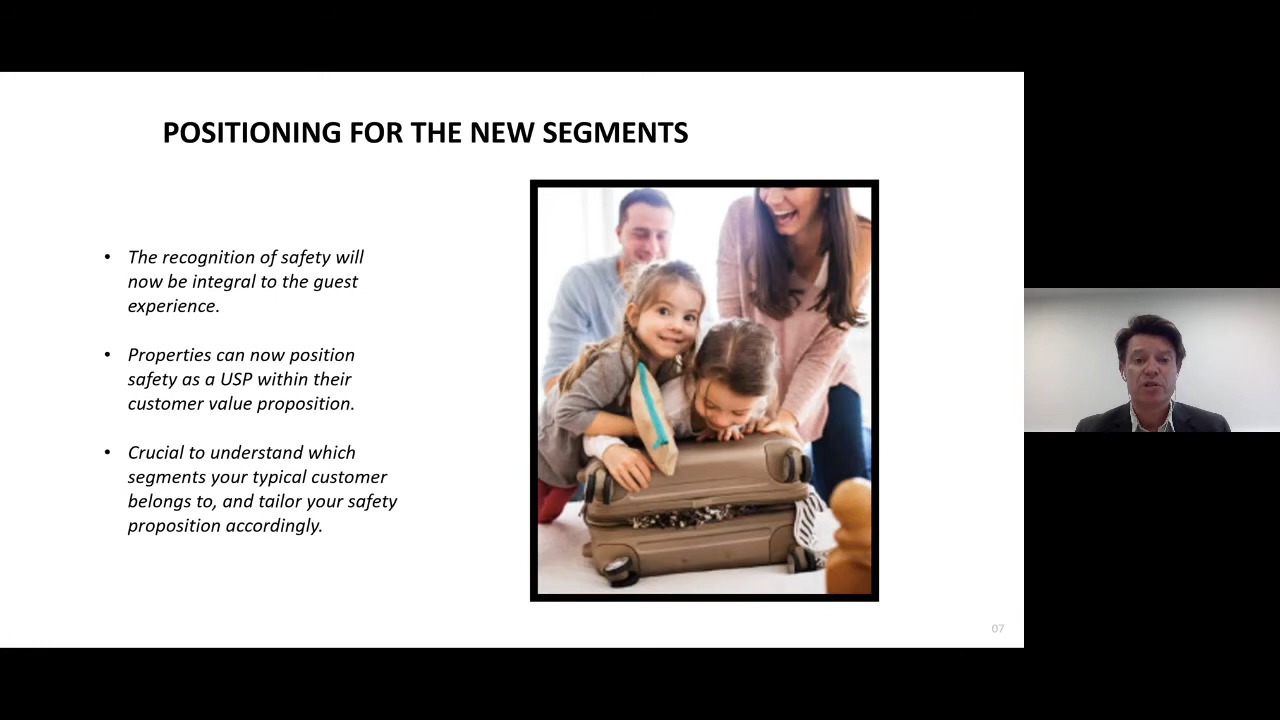 POSITIONING FOR THE NEW SEGMENTS
• The recognition of safety will
now be integral to the guest
experience.
• Properties can now position
safety as a USP within their
customer value proposition.
• Crucial to understand which
segments your typical customer
belongs to, and tailor your safety
proposition accordingly.
07